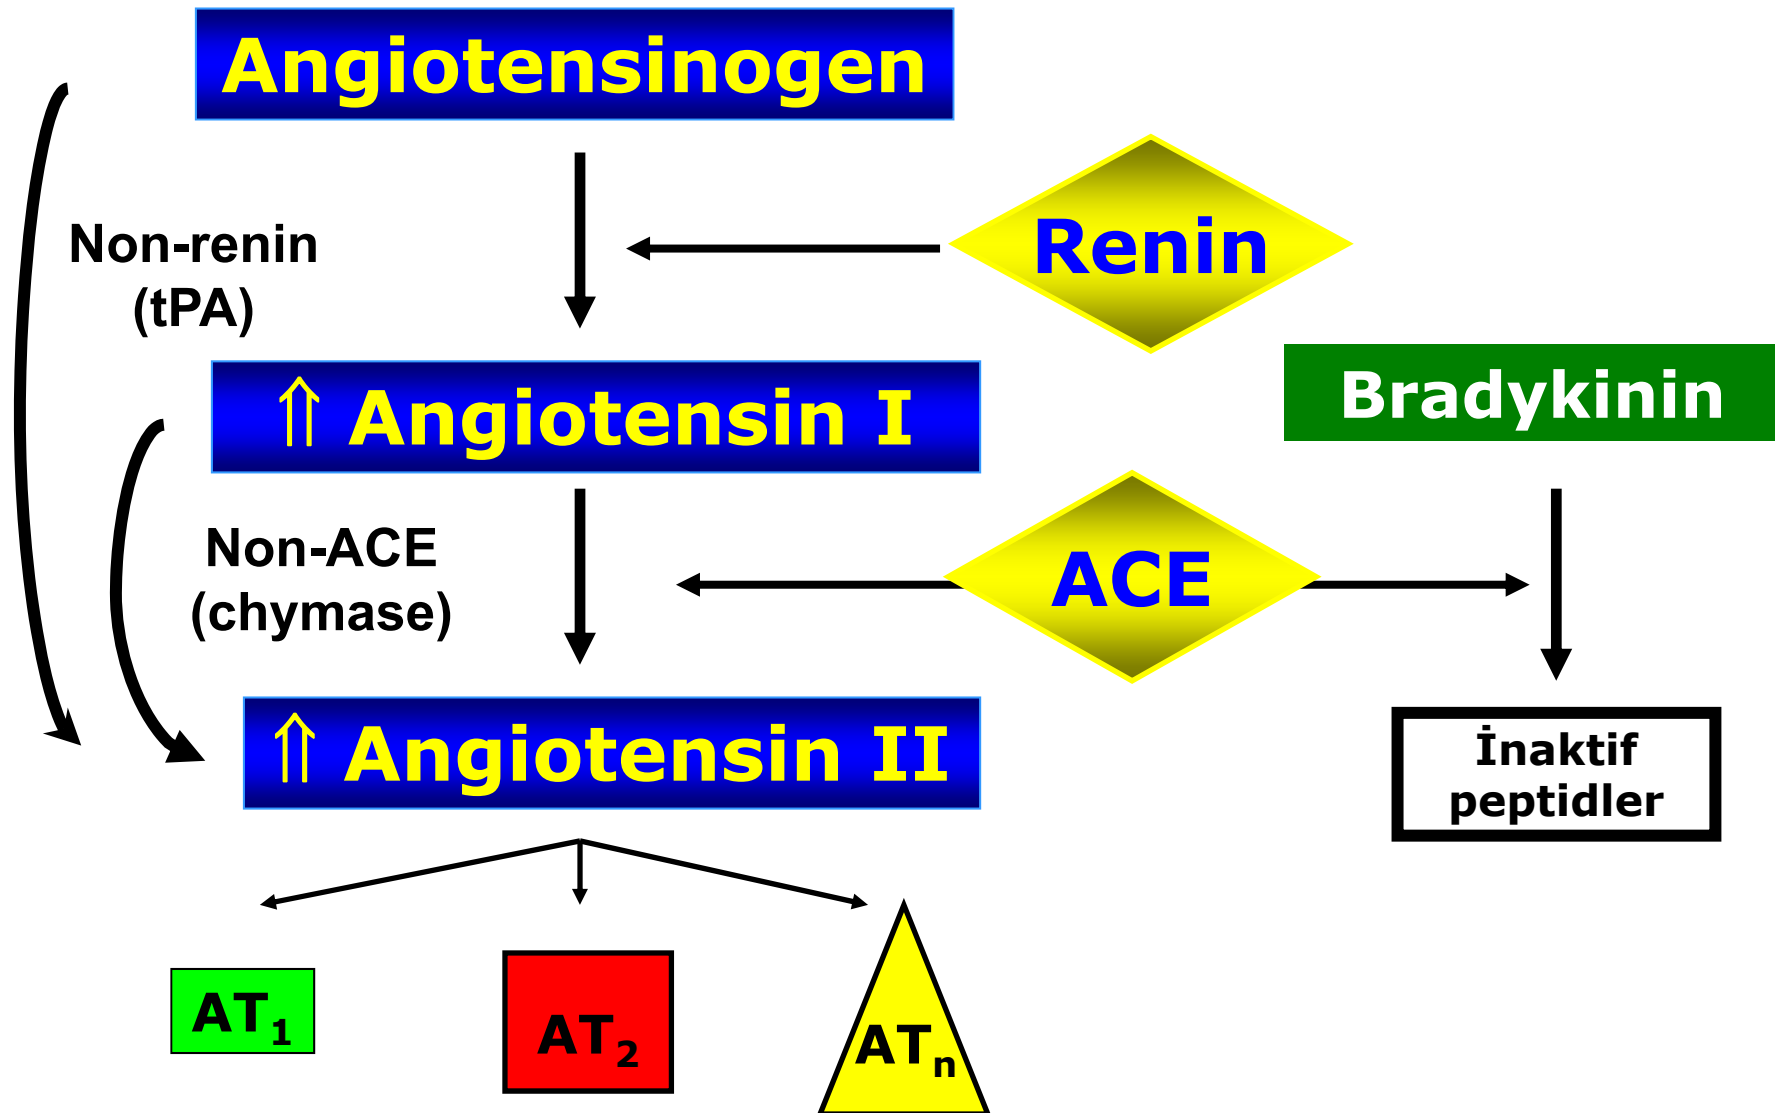 Angiotensinogen
Non-renin
(tPA)
Renin
⇑ Angiotensin I
Bradykinin
Non-ACE
(chymase)
ACE
⇑ Angiotensin II
İnaktif
peptidler
AT₁
AT₂
ATₙ